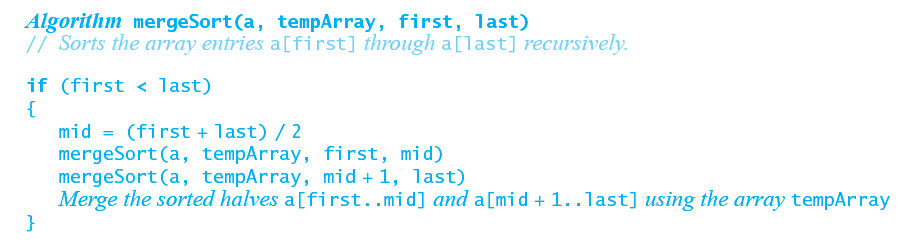 Algorithm mergeSort(a, tempArray, first, last)
// Sorts the array entries a[first] through a[last] recursively.
if (first < last)
{
mid = (first + last) / 2
mergeSort(a, tempArray, first, mid)
mergeSort(a, tempArray, mid + 1, last)
Merge the sorted halves a[first..mid] and a[mid + 1..last] using the array tempArray
}